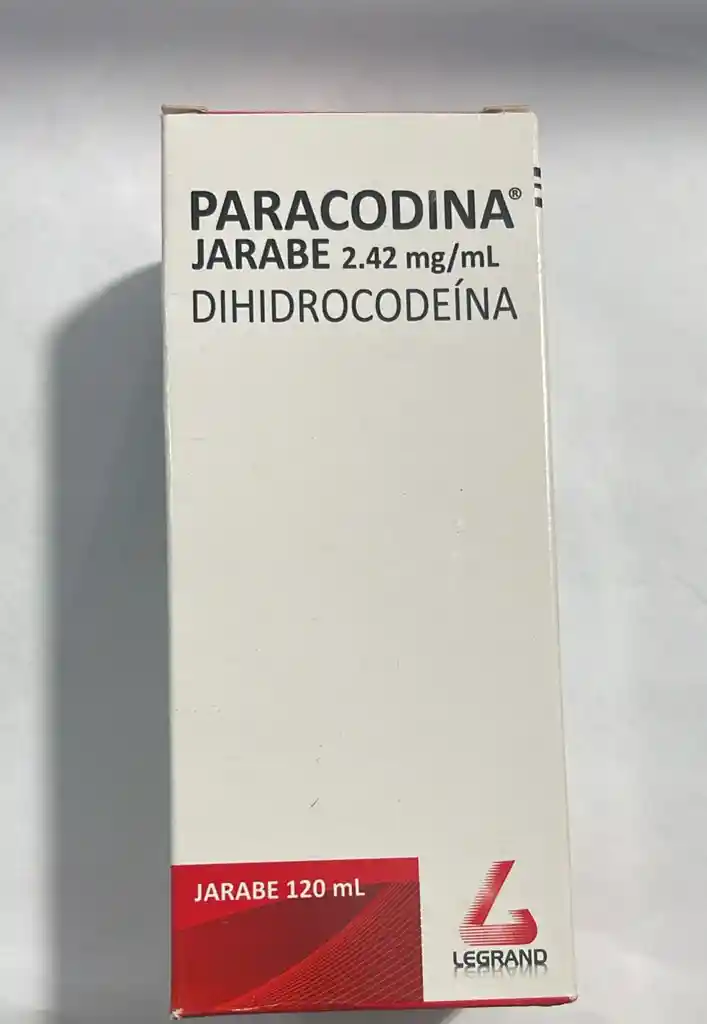 PARACODINA®
JARABE 2.42 mg/mL
DIHIDROCODEÍNA
JARABE 120 mL
LEGRAND